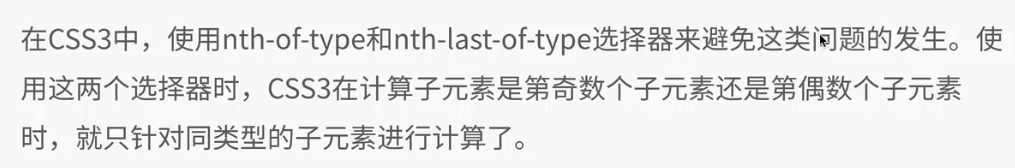 在CSS3中，使用nth-of-type和nth-last-of-type选择器来避免这类问题的发生。使
用这两个选择器时，CSS3在计算子元素是第奇数个子元素还是第偶数个子元素
时，就只针对同类型的子元素进行计算了。